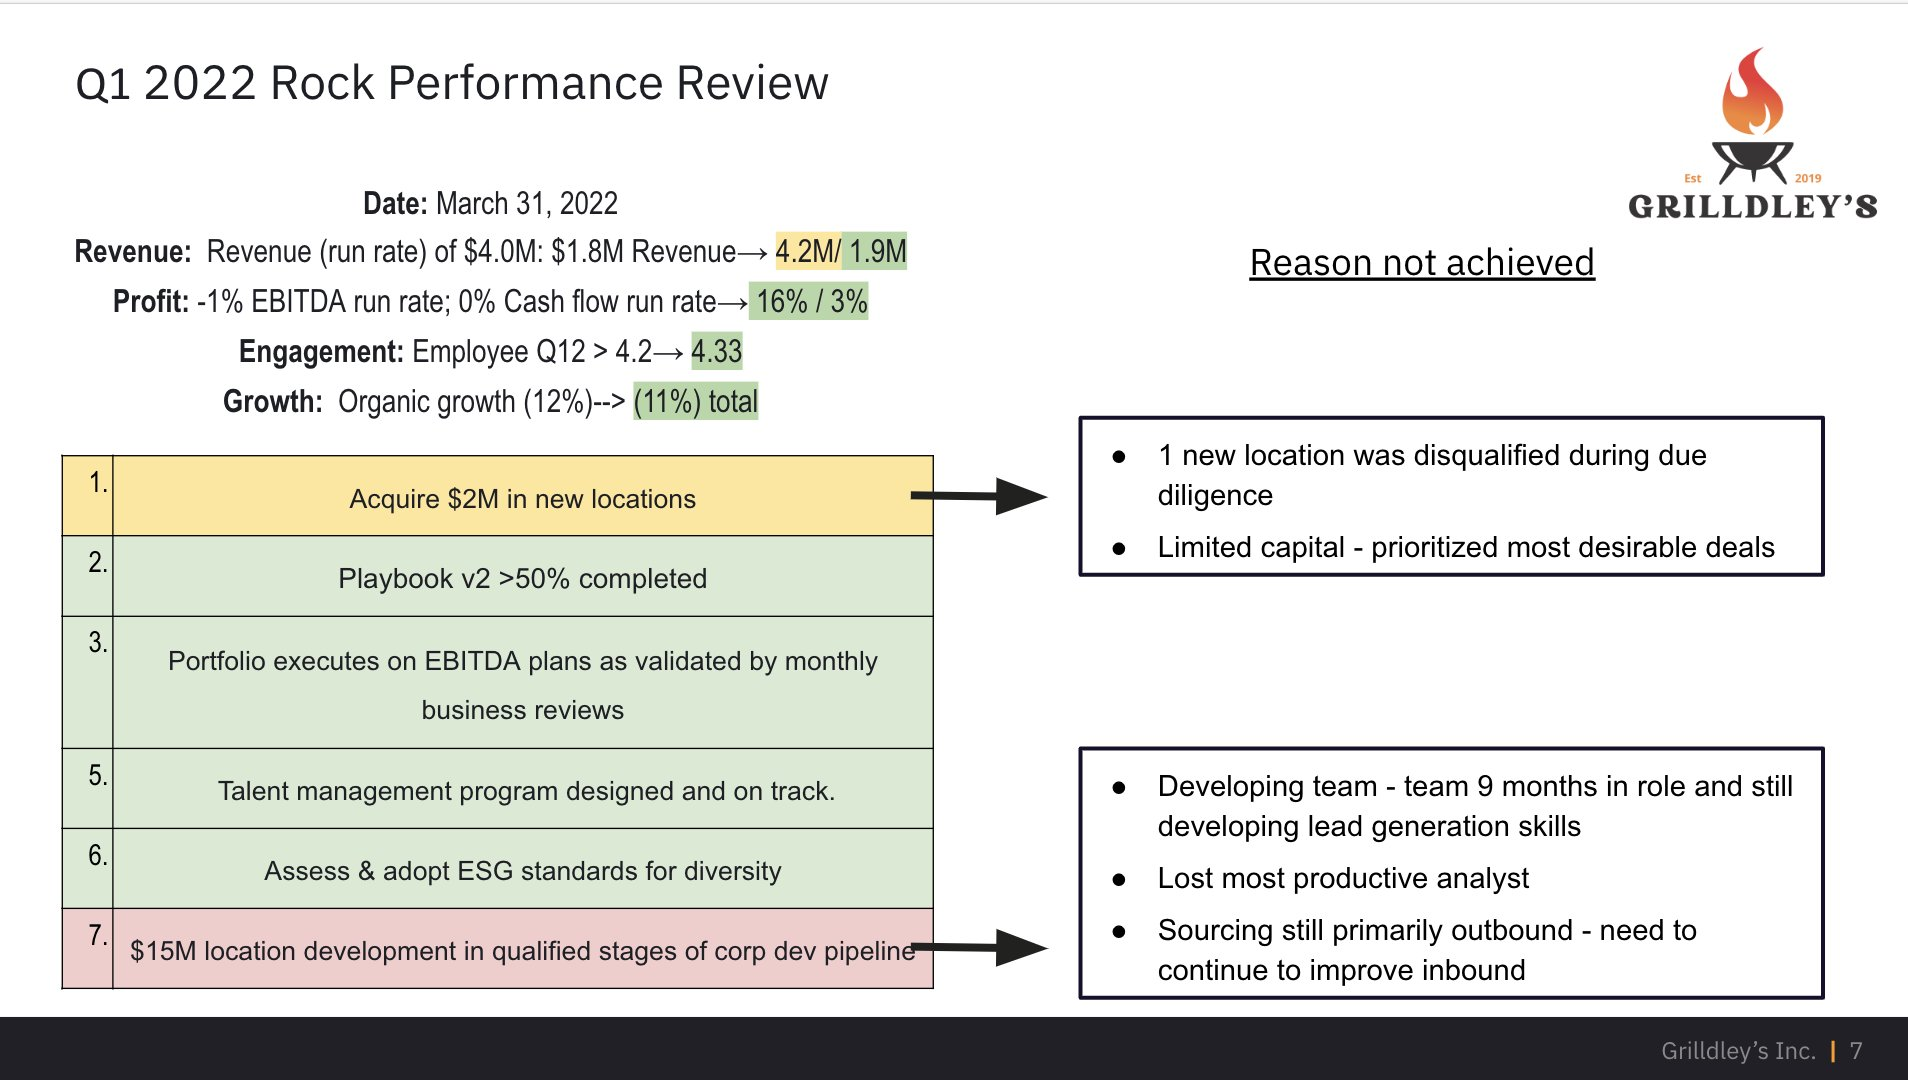 Q1 2022 Rock Performance Review
Est 2019
GRILLDLEY'S
Date: March 31, 2022
Revenue: Revenue (run rate) of $4.0M: $1.8M Revenue→ 4.2M/ 1.9M
Profit: -1% EBITDA run rate; 0% Cash flow run rate→ 16% / 3%
Engagement: Employee Q12 > 4.2→ 4.33
Growth: Organic growth (12%)--> (11%) total
Reason not achieved
1. Acquire $2M in new locations
2. Playbook v2 >50% completed
3. Portfolio executes on EBITDA plans as validated by monthly
business reviews
5. Talent management program designed and on track.
6. Assess & adopt ESG standards for diversity
7. $15M location development in qualified stages of corp dev pipeline
● 1 new location was disqualified during due
diligence
● Limited capital - prioritized most desirable deals
● Developing team - team 9 months in role and still
developing lead generation skills
● Lost most productive analyst
● Sourcing still primarily outbound - need to
continue to improve inbound
Grilldley's Inc. | 7